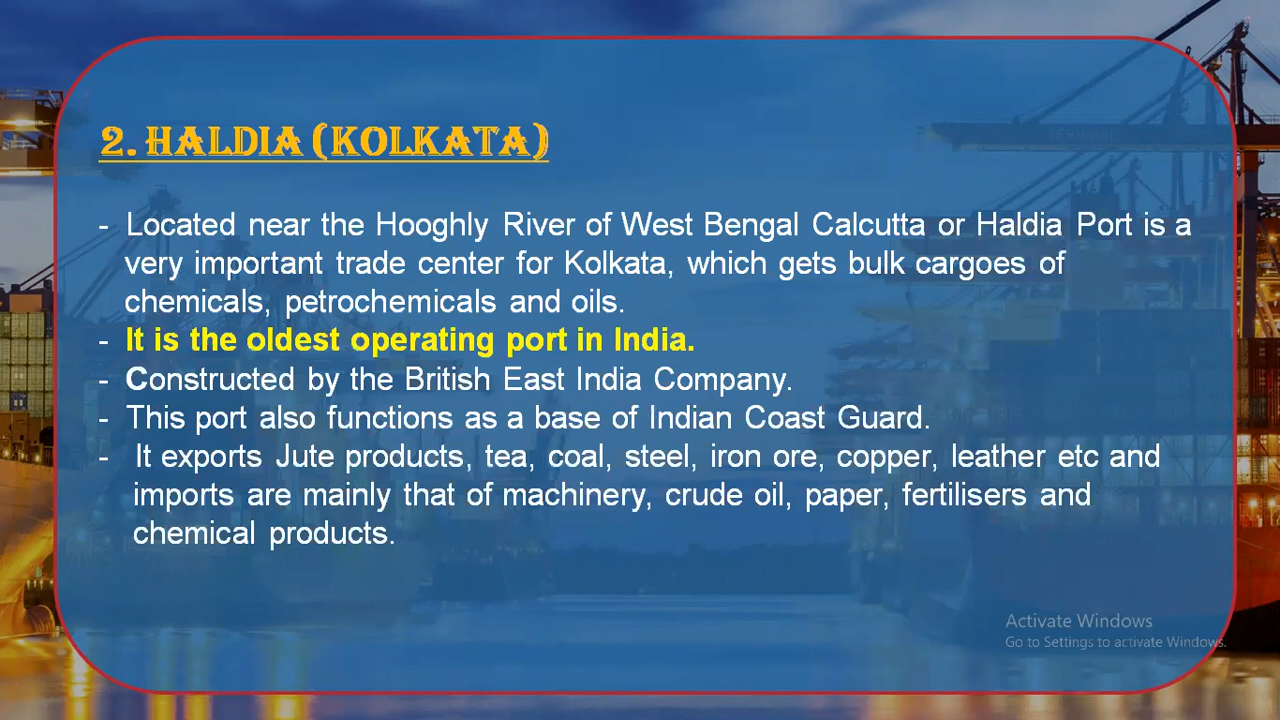 2. HALDIA (KOLKATA)
- Located near the Hooghly River of West Bengal Calcutta or Haldia Port is a
very important trade center for Kolkata, which gets bulk cargoes of
chemicals, petrochemicals and oils.
- It is the oldest operating port in India.
- Constructed by the British East India Company.
- This port also functions as a base of Indian Coast Guard.
- It exports Jute products, tea, coal, steel, iron ore, copper, leather etc and
imports are mainly that of machinery, crude oil, paper, fertilisers and
chemical products.
TERMINAL
Activate Windows
Go to Settings to activate Windows.